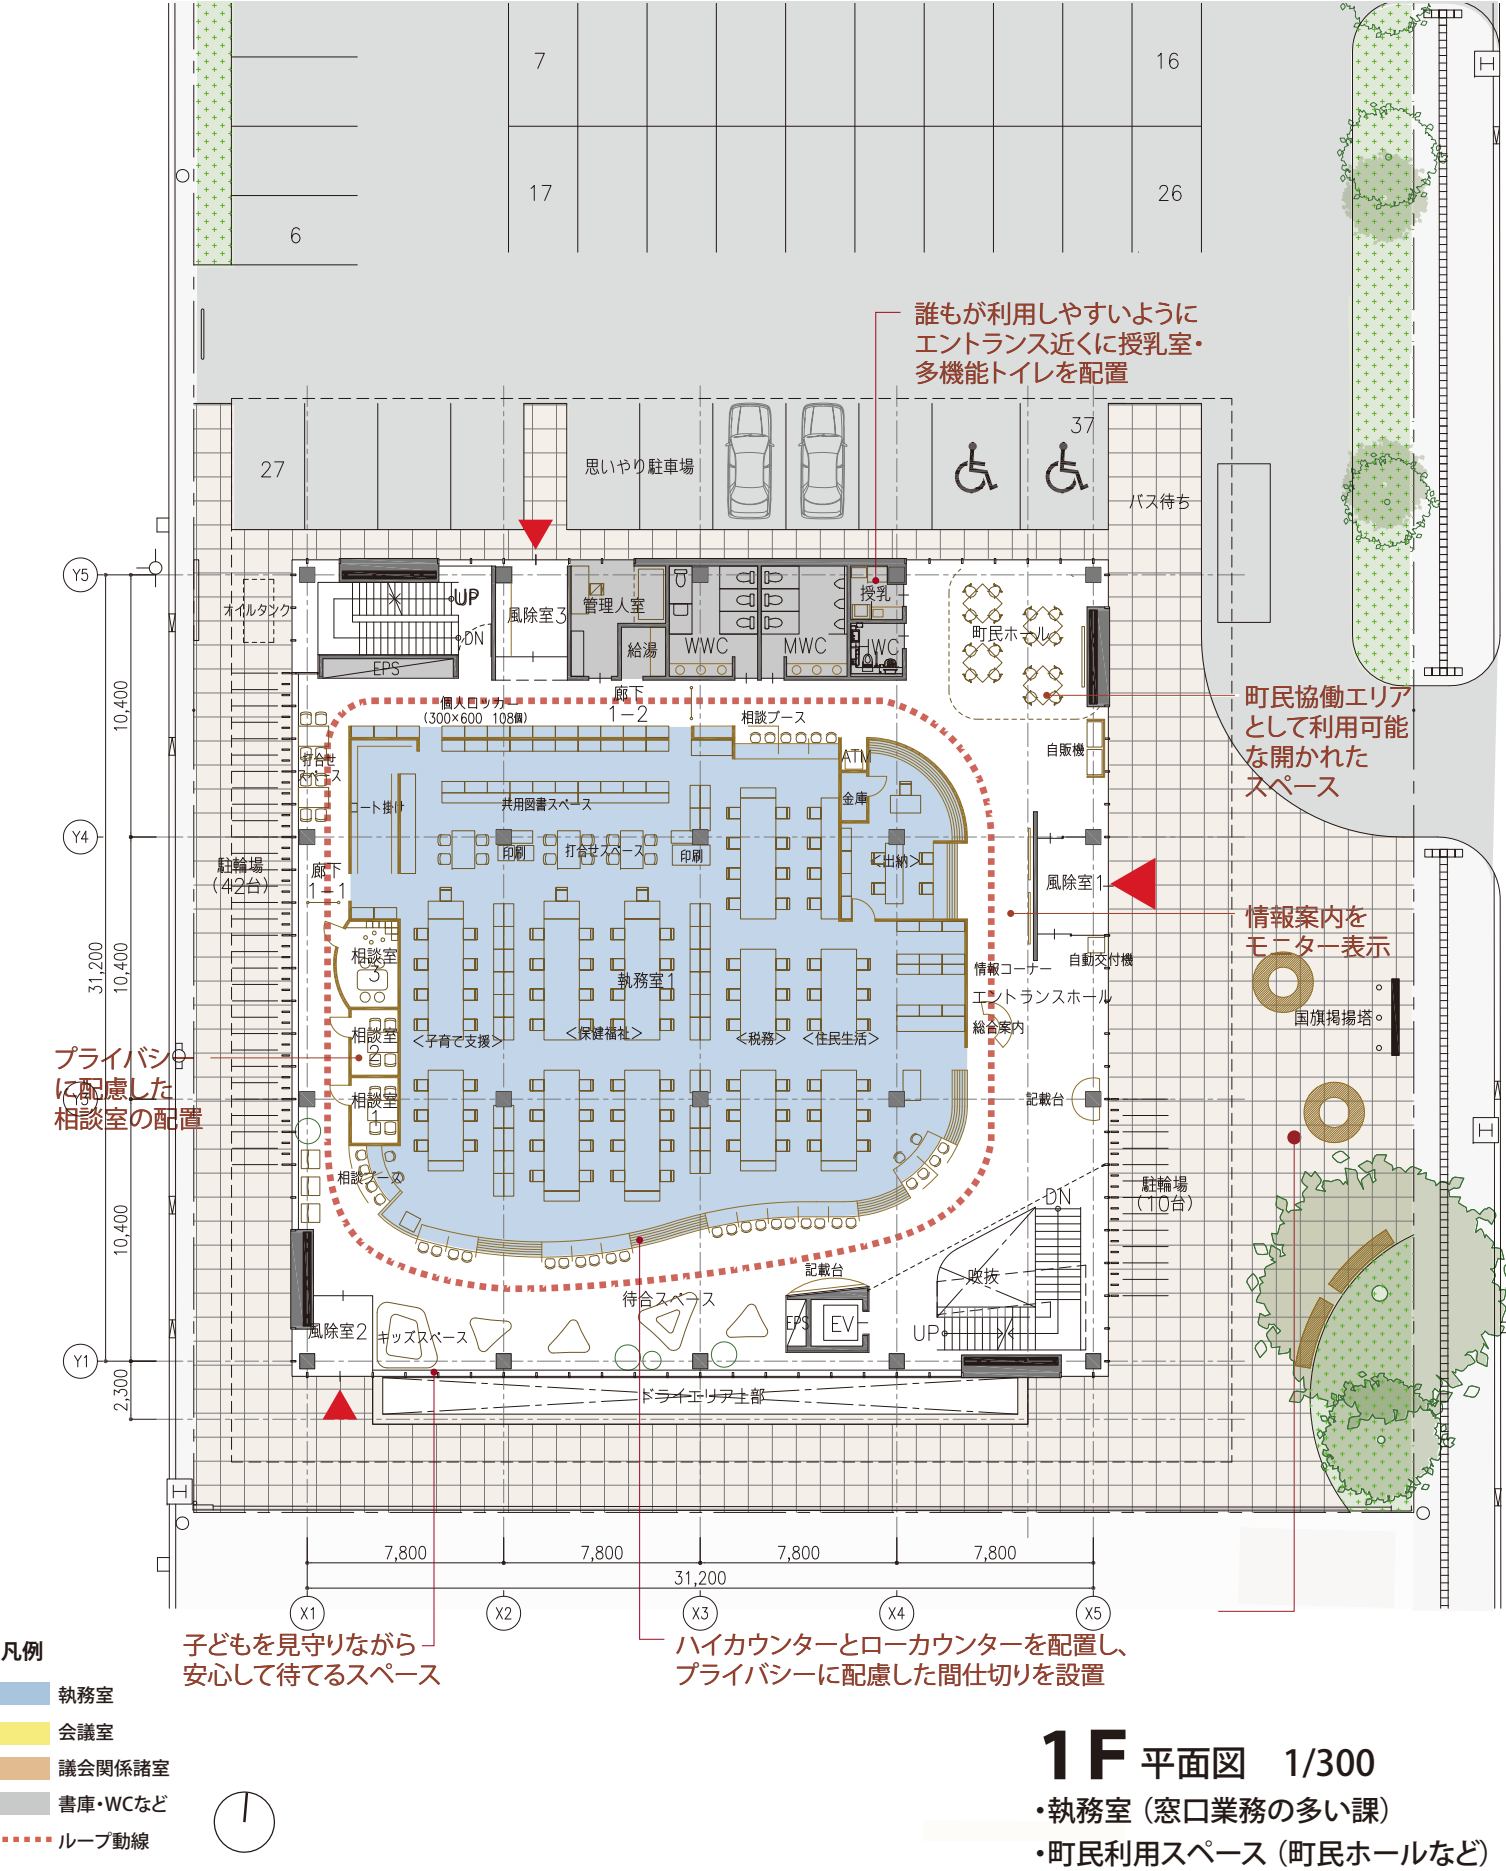 7
16
17
26
6
誰もが利用しやすいように
エントランス近くに授乳室・
多機能トイレを配置
27
思いやり駐車場
37
バス待ち
Y5
オイルタンク
UP
DN
EPS
風除室3
管理人室
給湯
WWC
MWC
授乳
IWC
町民ホール
個人ロッカー
(300×600 108個)
廊下
1-2
相談ブース
町民協働エリア
として利用可能
な開かれた
スペース
10,400
打合せ
スペース
コート掛け
共用図書スペース
ATM
金庫
自販機
Y4
印刷
打合せスペース
印刷
<出納>
風除室1
駐輪場
(42台)
廊下
1-1
情報案内を
モニター表示
31,200
10,400
相談室
3
執務室1
情報コーナー
自動交付機
エントランスホール
総合案内
国旗掲揚塔
相談室
2
<子育て支援>
<保健福祉>
<税務>
<住民生活>
プライバシー
に配慮した
相談室の配置
Y3
相談室
1
記載台
相談ブース
DN
駐輪場
(10台)
10,400
吹抜
記載台
待合スペース
風除室2
キッズスペース
EPS
EV
UP
Y1
2,300
ドライエリア上部
7,800
7,800
7,800
7,800
31,200
X1
X2
X3
X4
X5
子どもを見守りながら
安心して待てるスペース
ハイカウンターとローカウンターを配置し、
プライバシーに配慮した間仕切りを設置
凡例
執務室
会議室
議会関係諸室
書庫・WCなど
ループ動線
1F 平面図 1/300
・執務室（窓口業務の多い課）
・町民利用スペース（町民ホールなど）